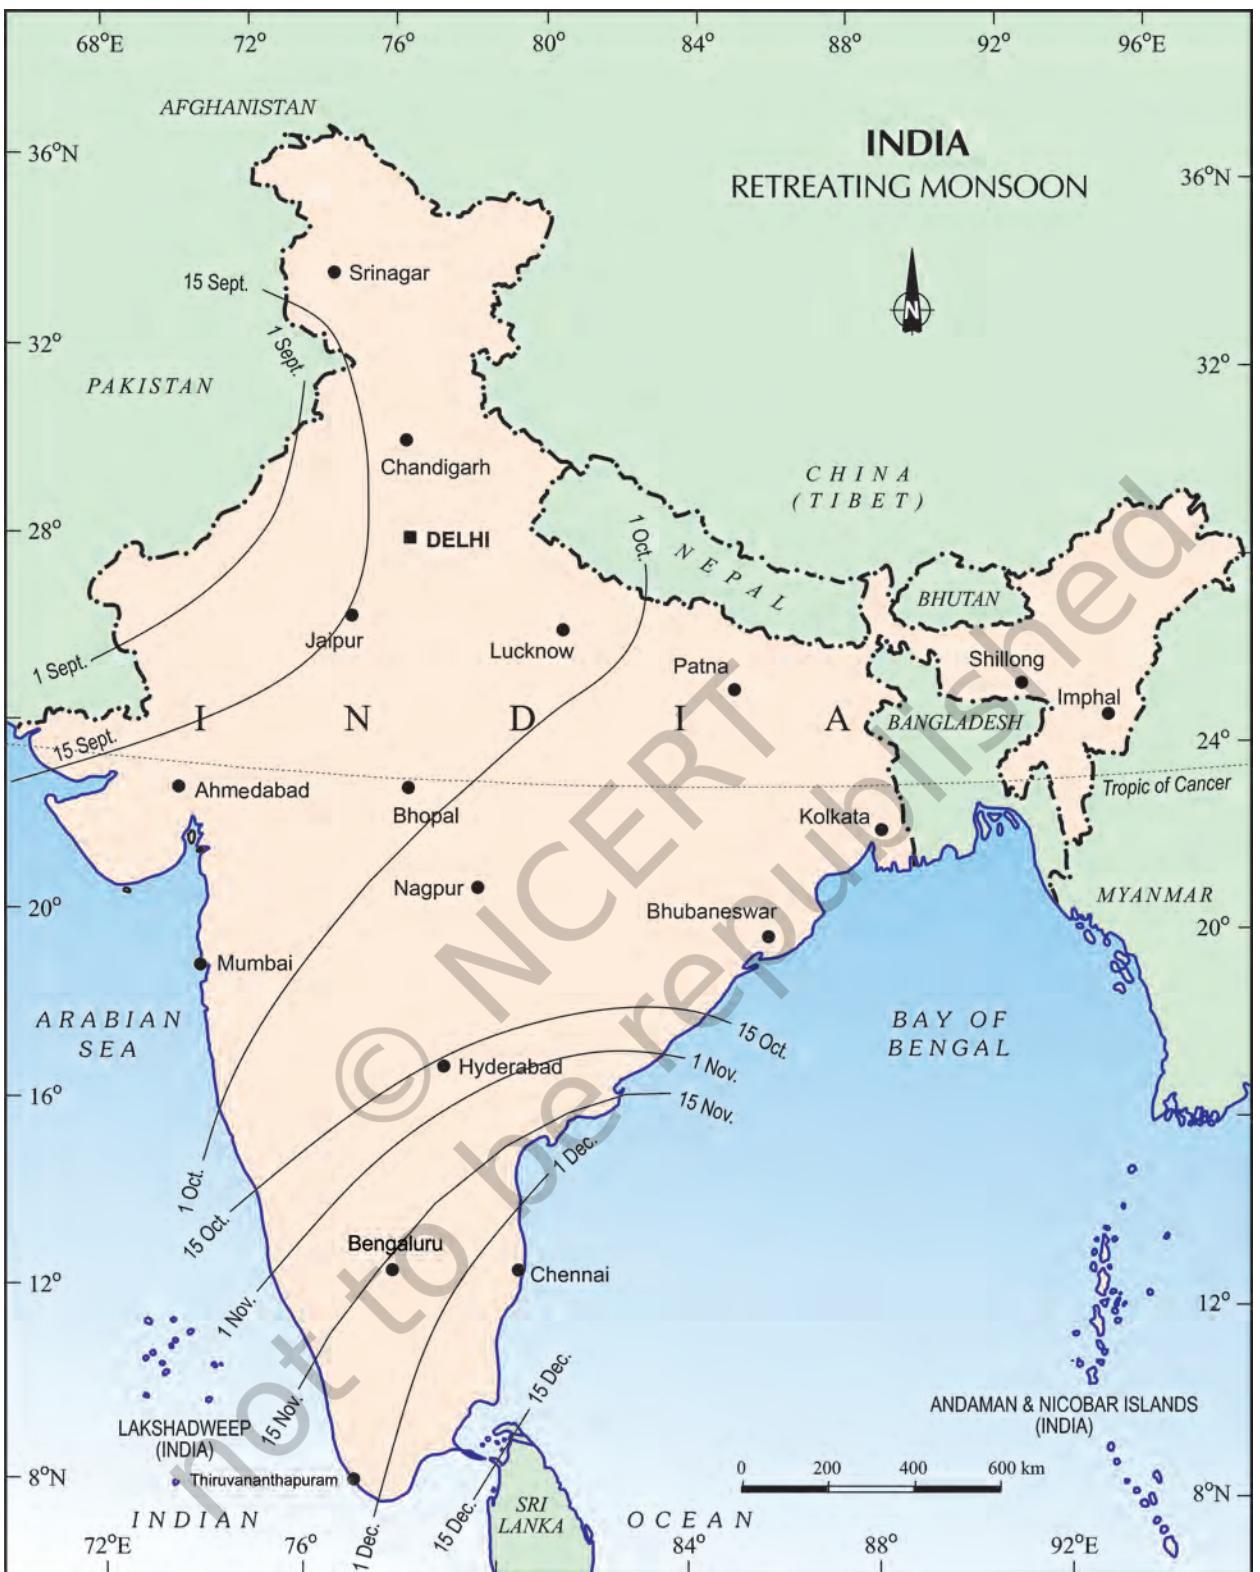 68°E 72° 76° 80° 84° 88° 92° 96°E
AFGHANISTAN
INDIA
RETREATING MONSOON
36°N
36°N
Srinagar
15 Sept.
N
1 Sept.
32°
32°
PAKISTAN
Chandigarh
CHINA
(TIBET)
28°
DELHI
1 Oct.
NEPAL
BHUTAN
Jaipur
Lucknow
Patna
Shillong
1 Sept.
Imphal
INDIA
BANGLADESH
15 Sept.
24°
Ahmedabad
Bhopal
Tropic of Cancer
Kolkata
Nagpur
MYANMAR
20°
Bhubaneswar
20°
Mumbai
ARABIAN
SEA
BAY OF
BENGAL
15 Oct.
Hyderabad
1 Nov.
16°
15 Nov.
1 Dec.
1 Oct.
15 Oct.
Bengaluru
Chennai
12°
12°
1 Nov.
15 Dec.
15 Nov.
LAKSHADWEEP
(INDIA)
ANDAMAN & NICOBAR ISLANDS
(INDIA)
8°N
Thiruvananthapuram
0 200 400 600 km
8°N
SRI
LANKA
INDIAN OCEAN
1 Dec.
15 Dec.
72°E 76° 84° 88° 92°E
© NCERT
not to be republished